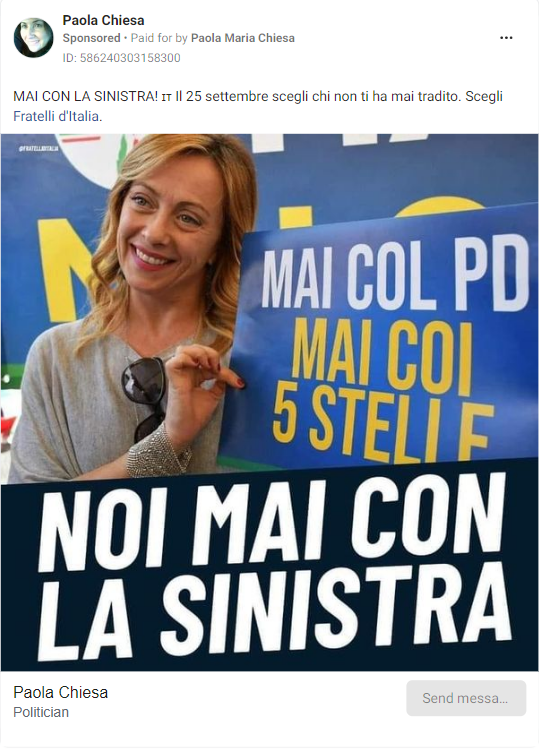 Paola Chiesa
Sponsored • Paid for by Paola Maria Chiesa
ID: 586240303158300
MAI CON LA SINISTRA! ɪᴛ Il 25 settembre scegli chi non ti ha mai tradito. Scegli
Fratelli d'Italia.
@FRATELLIDITALIA
MAI COL PD
MAI COI
5 STELLE
NOI MAI CON
LA SINISTRA
Paola Chiesa
Politician
Send messa...